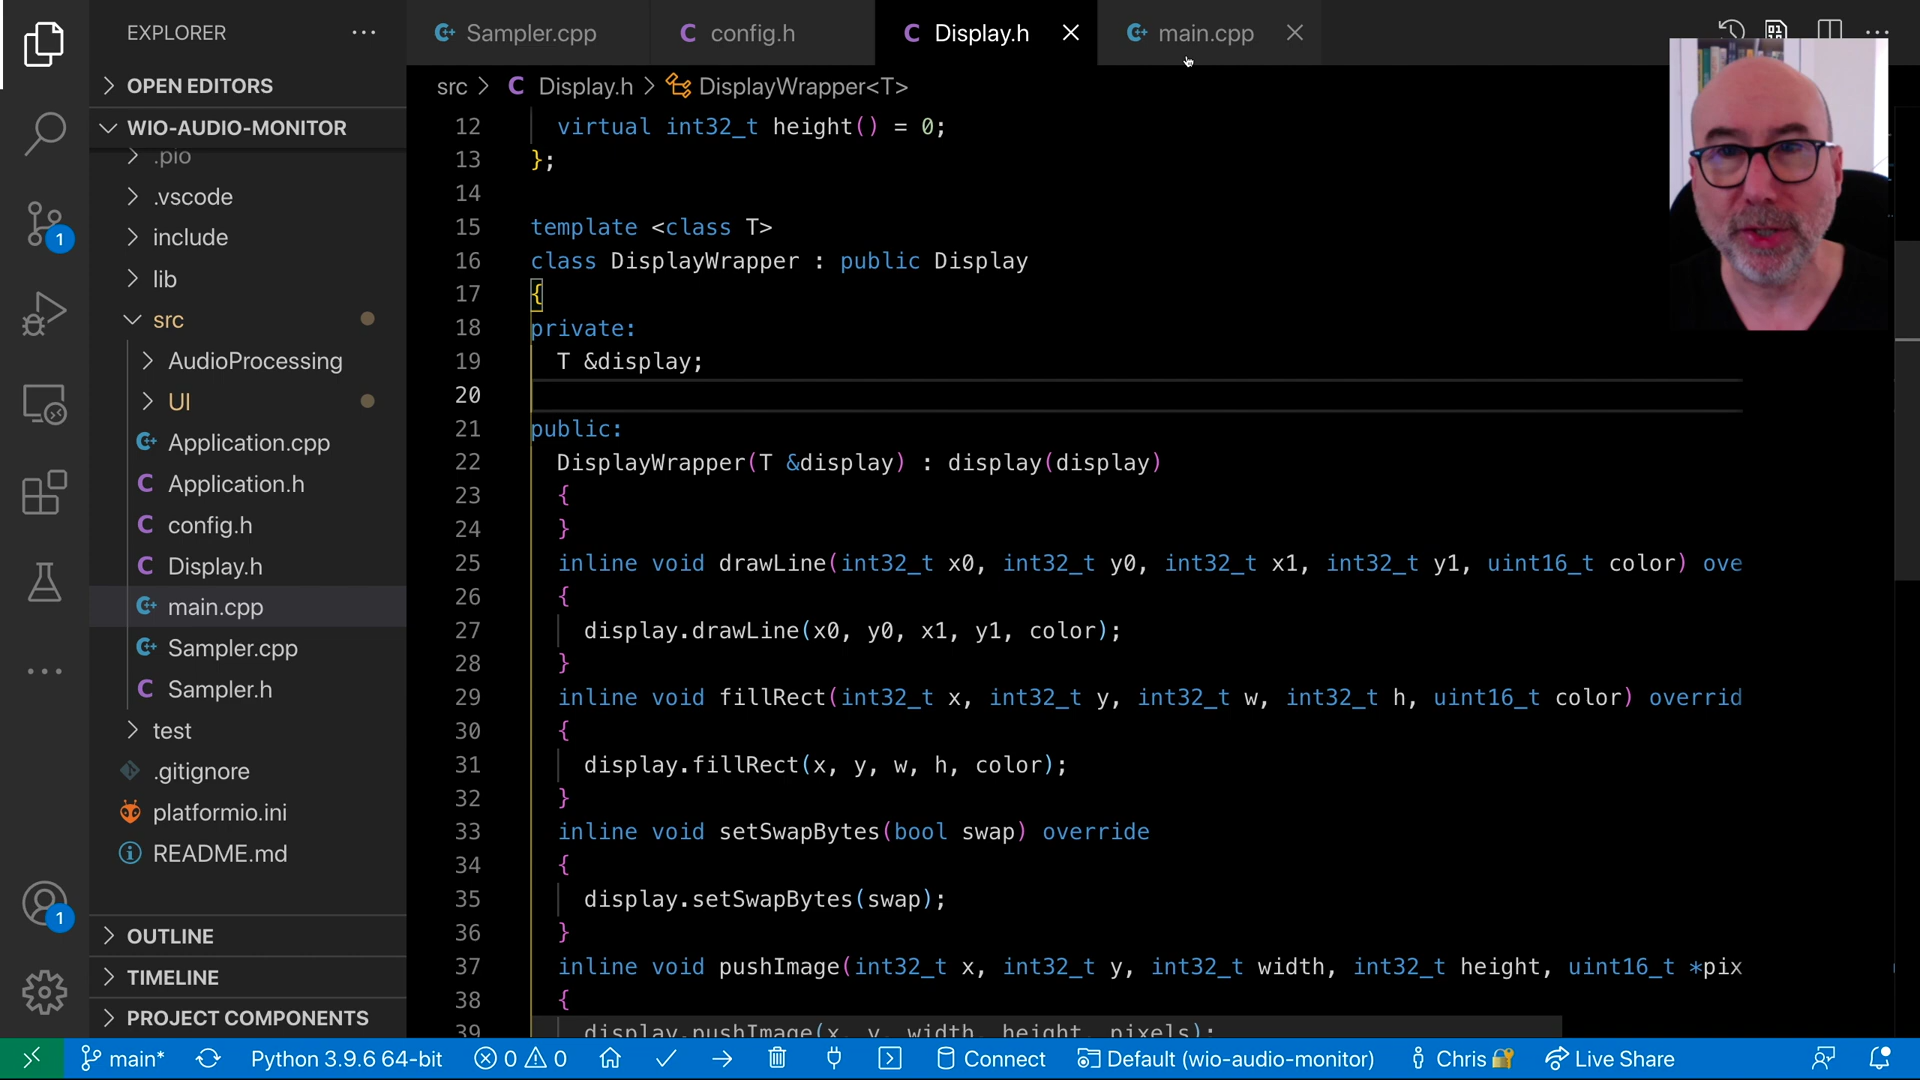 EXPLORER
Sampler.cpp
config.h
Display.h
main.cpp
OPEN EDITORS
WIO-AUDIO-MONITOR
.pio
.vscode
include
lib
src
AudioProcessing
UI
Application.cpp
Application.h
config.h
Display.h
main.cpp
Sampler.cpp
Sampler.h
test
.gitignore
platformio.ini
README.md
OUTLINE
TIMELINE
PROJECT COMPONENTS
1
1
src > Display.h > DisplayWrapper<T>
12 virtual int32_t height() = 0;
13 };
14
15 template <class T>
16 class DisplayWrapper : public Display
17 {
18 private:
19 T &display;
20
21 public:
22 DisplayWrapper(T &display) : display(display)
23 {
24 }
25 inline void drawLine(int32_t x0, int32_t y0, int32_t x1, int32_t y1, uint16_t color) ove
26 {
27 display.drawLine(x0, y0, x1, y1, color);
28 }
29 inline void fillRect(int32_t x, int32_t y, int32_t w, int32_t h, uint16_t color) overrid
30 {
31 display.fillRect(x, y, w, h, color);
32 }
33 inline void setSwapBytes(bool swap) override
34 {
35 display.setSwapBytes(swap);
36 }
37 inline void pushImage(int32_t x, int32_t y, int32_t width, int32_t height, uint16_t *pix
38 {
39 display.pushImage(x, y, width, height, pixels);
main* Python 3.9.6 64-bit 0 0 Connect Default (wio-audio-monitor) Chris Live Share